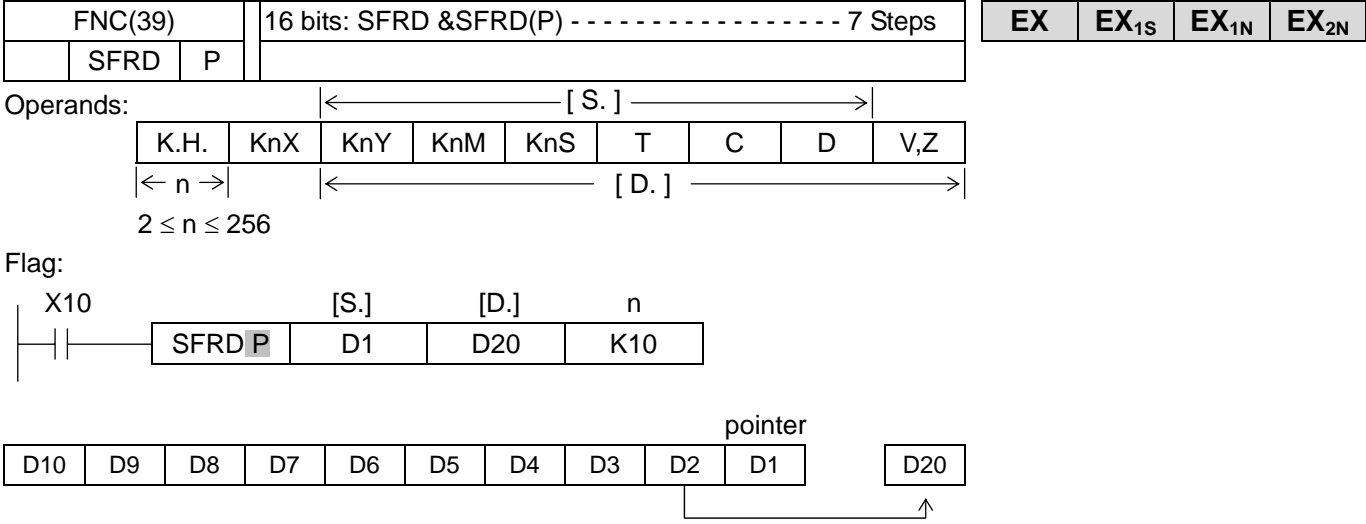 FNC(39) 16 bits: SFRD &SFRD(P) - - - - - - - - - - - - - - - - - 7 Steps EX EX1S EX1N EX2N
SFRD P
Operands: [ S. ]
K.H. KnX KnY KnM KnS T C D V,Z
n [ D. ]
2 ≤ n ≤ 256
Flag:
X10 [S.] [D.] n
SFRD P D1 D20 K10
pointer
D10 D9 D8 D7 D6 D5 D4 D3 D2 D1 D20